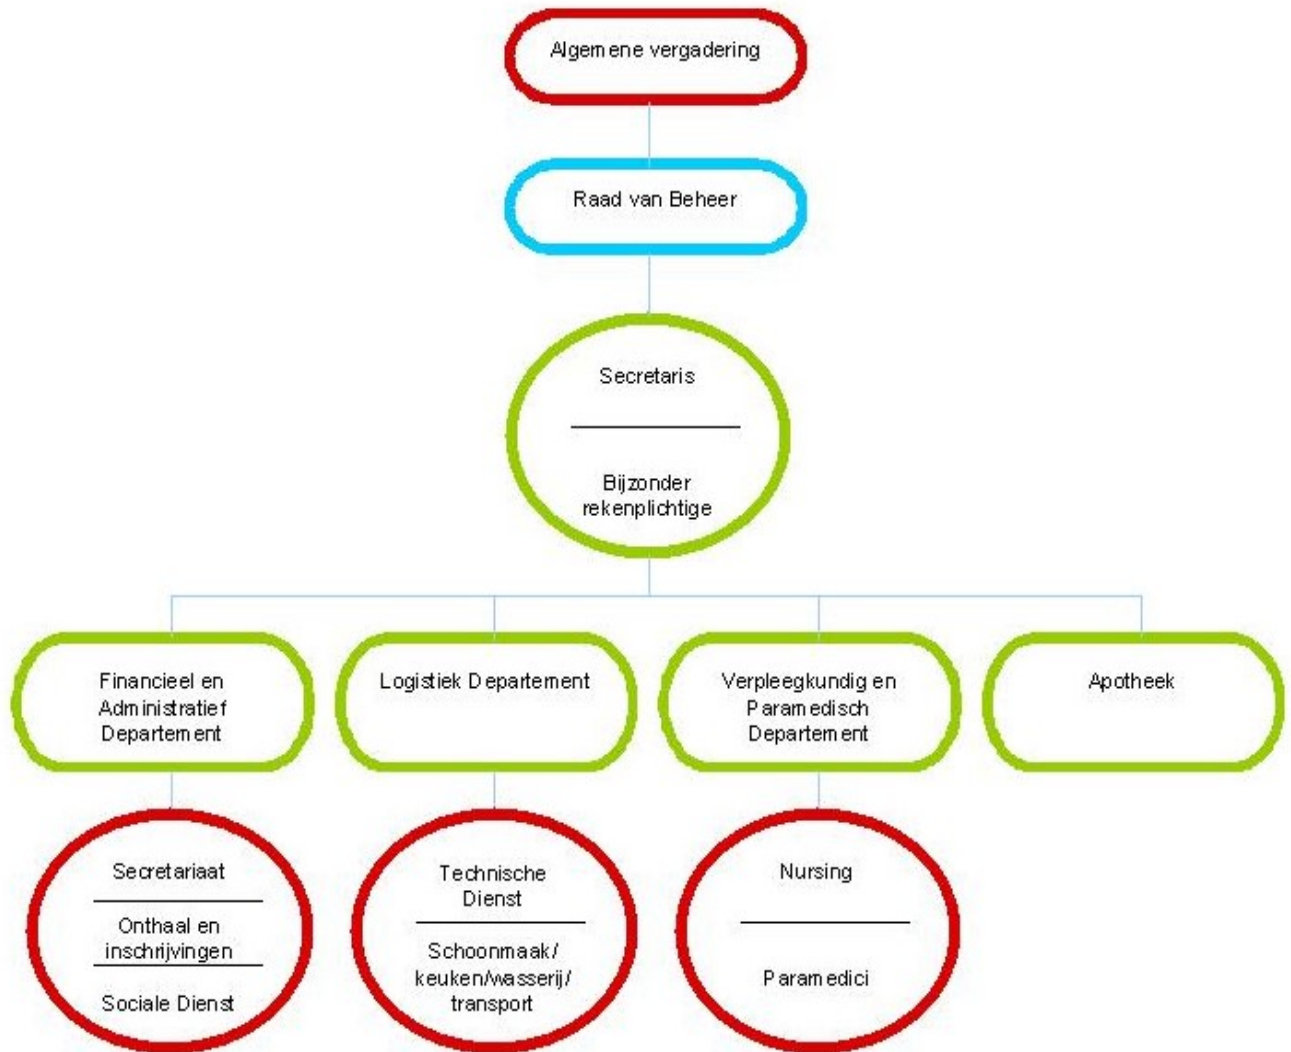 Algemene vergadering
Raad van Beheer
Secretaris
Bijzonder
rekenplichtige
Financieel en
Administratief
Departement
Logistiek Departement
Verpleegkundig en
Paramedisch
Departement
Apotheek
Secretariaat
Onthaal en
inschrijvingen
Sociale Dienst
Technische
Dienst
Schoonmaak/
keuken/wasserij/
transport
Nursing
Paramedici